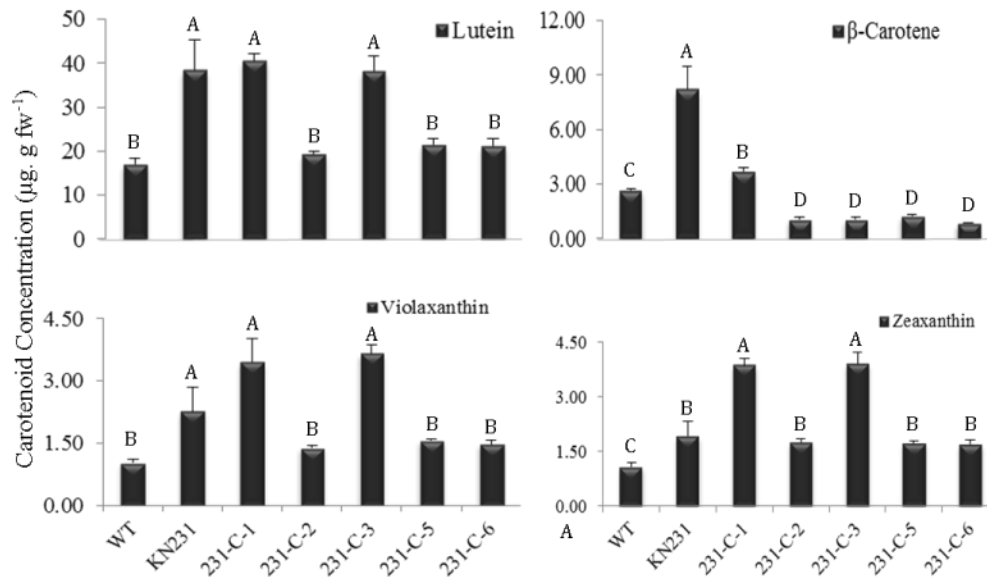 Carotenoid Concentration (µg. g fw⁻¹)
Lutein
50
40
30
20
10
0
B
A
A
B
A
B
B
β-Carotene
12.00
9.00
6.00
3.00
0.00
C
A
B
D
D
D
D
Violaxanthin
4.50
3.00
1.50
0.00
B
A
A
B
A
B
B
WT
KN231
231-C-1
231-C-2
231-C-3
231-C-5
231-C-6
Zeaxanthin
4.50
3.00
1.50
0.00
C
B
A
B
A
B
B
A
WT
KN231
231-C-1
231-C-2
231-C-3
231-C-5
231-C-6